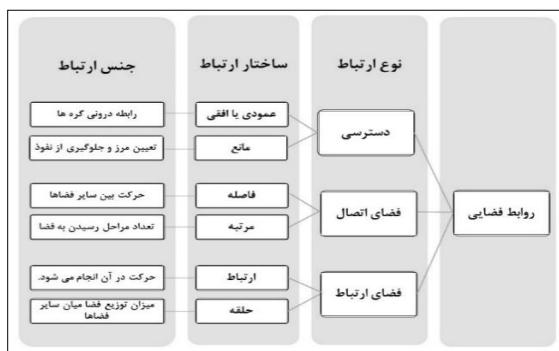 نوع ارتباط
ساختار ارتباط
جنس ارتباط
روابط فضایی
دسترسی
عمودی یا افقی
رابطه درونی گره ها
مانع
تعیین مرز و جلوگیری از نفوذ
فضای اتصال
فاصله
حرکت بین سایر فضاها
مرتبه
تعداد مراحل رسیدن به فضا
فضای ارتباط
ارتباط
حرکت در آن انجام می شود.
حلقه
میزان توزیع فضا میان سایر
فضاها